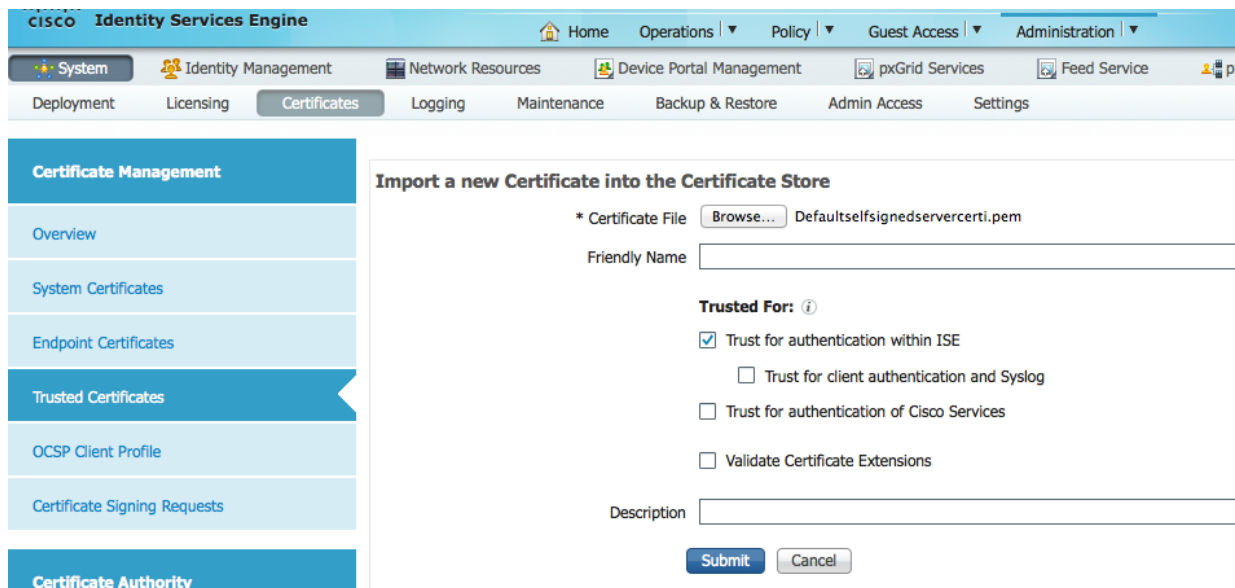 CISCO Identity Services Engine
Home Operations Policy Guest Access Administration
System Identity Management Network Resources Device Portal Management pxGrid Services Feed Service p
Deployment Licensing Certificates Logging Maintenance Backup & Restore Admin Access Settings
Certificate Management
Overview
System Certificates
Endpoint Certificates
Trusted Certificates
OCSP Client Profile
Certificate Signing Requests
Certificate Authority
Import a new Certificate into the Certificate Store
* Certificate File Browse... Defaultselfsignedservercerti.pem
Friendly Name
Trusted For: i
Trust for authentication within ISE
Trust for client authentication and Syslog
Trust for authentication of Cisco Services
Validate Certificate Extensions
Description
Submit Cancel